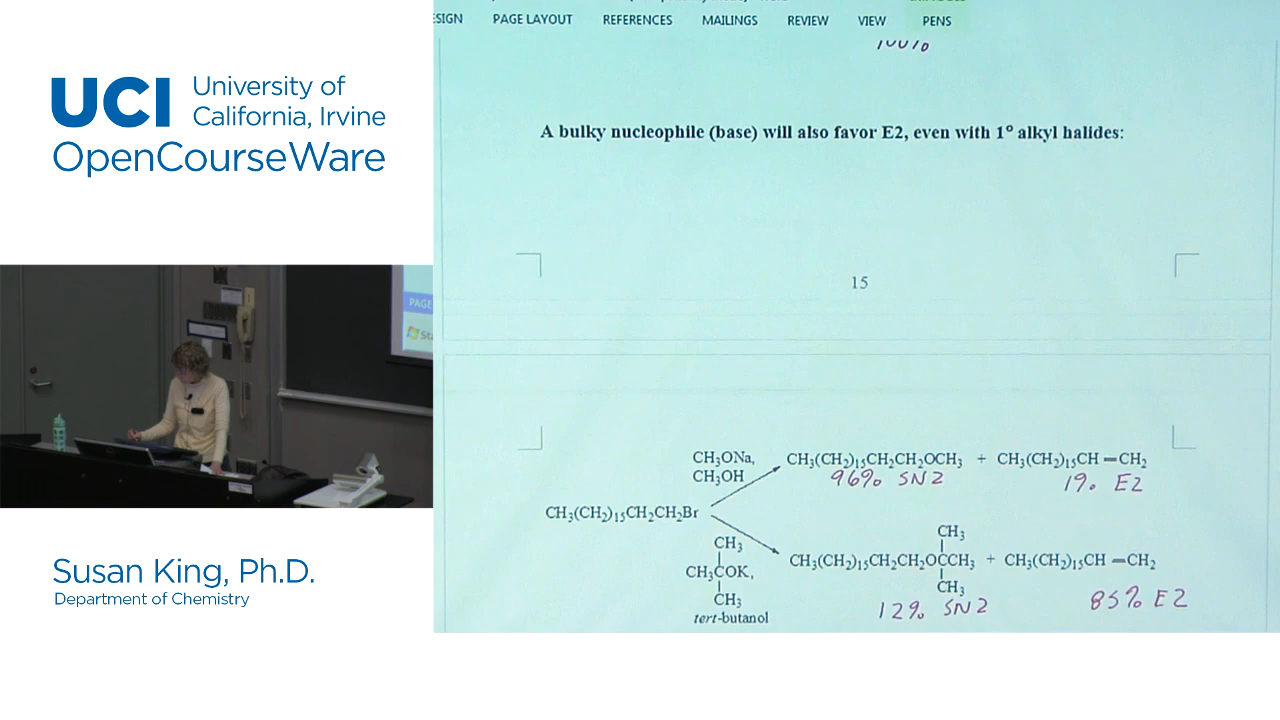 UCI University of
California, Irvine
OpenCourseWare
PAGE LAYOUT REFERENCES MAILINGS REVIEW VIEW PENS
100%
A bulky nucleophile (base) will also favor E2, even with 1° alkyl halides:
15
CH₃ONa,
CH₃OH
CH₃(CH₂)₁₅CH₂CH₂OCH₃ + CH₃(CH₂)₁₅CH=CH₂
96% SN2 1% E2
CH₃(CH₂)₁₅CH₂CH₂Br
CH₃
CH₃COK,
CH₃
tert-butanol
CH₃
CH₃(CH₂)₁₅CH₂CH₂OCCH₃ + CH₃(CH₂)₁₅CH=CH₂
CH₃
12% SN2 85% E2
PAGE
Susan King, Ph.D.
Department of Chemistry